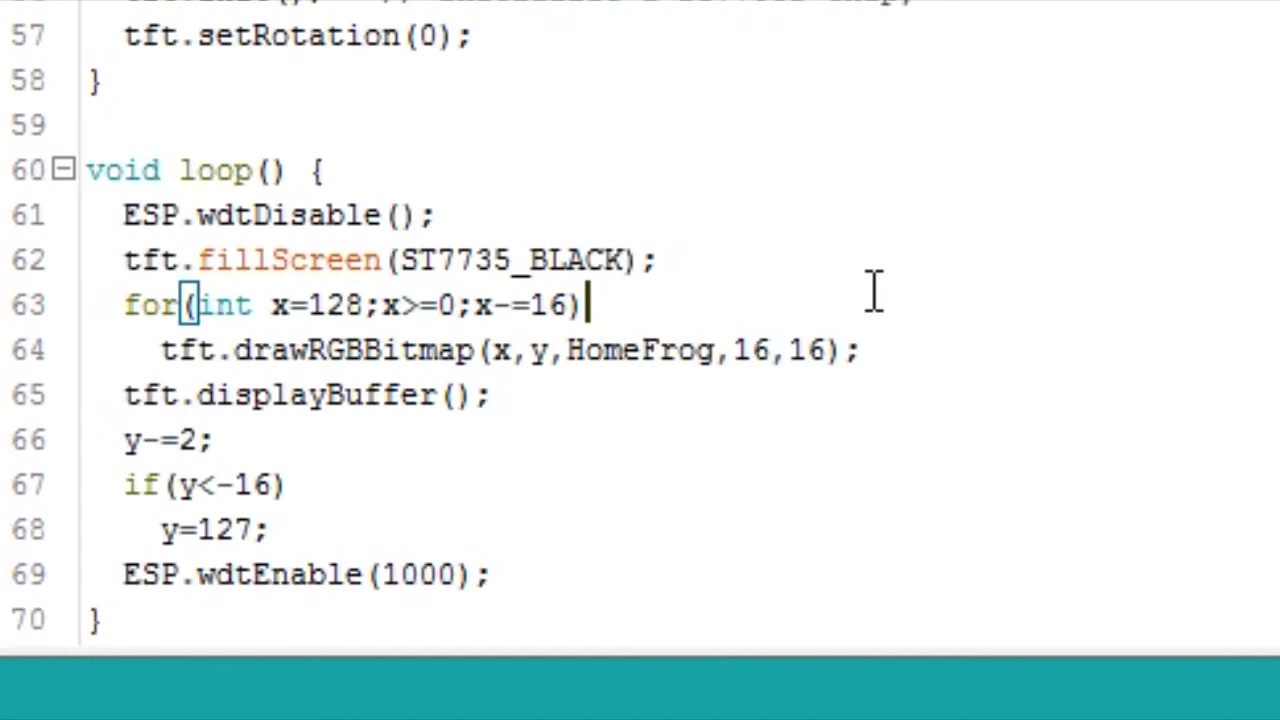 57 tft.setRotation(0);
58 }
59
60 void loop() {
61 ESP.wdtDisable();
62 tft.fillScreen(ST7735_BLACK);
63 for(int x=128;x>=0;x-=16)
64 tft.drawRGBBitmap(x,y,HomeFrog,16,16);
65 tft.displayBuffer();
66 y-=2;
67 if(y<-16)
68 y=127;
69 ESP.wdtEnable(1000);
70 }